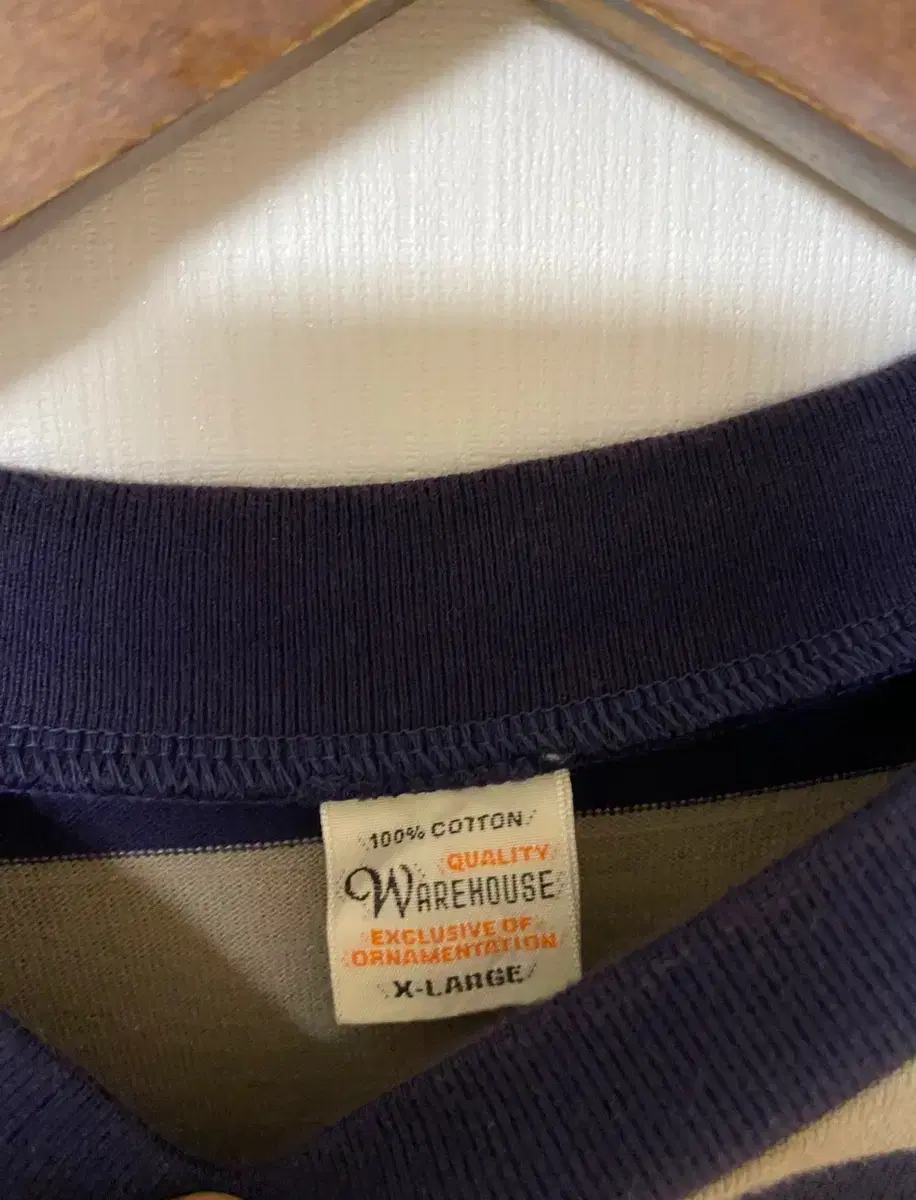 100% COTTON
QUALITY
WAREHOUSE
EXCLUSIVE OF
ORNAMENTATION
X-LARGE